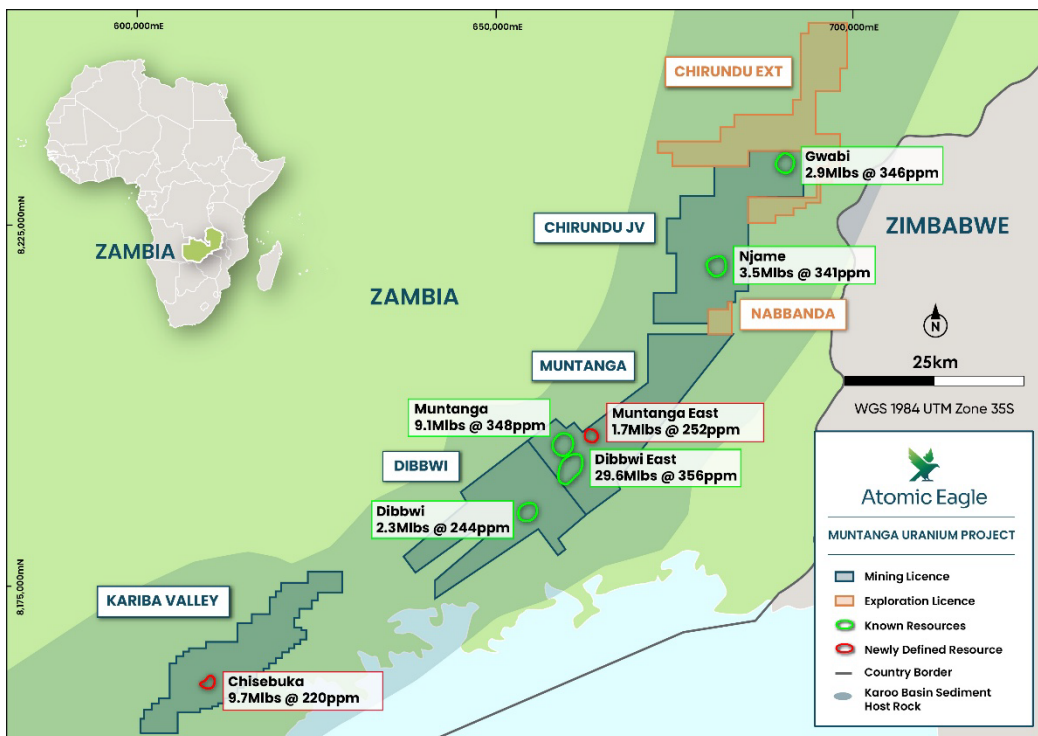 600,000mE
650,000mE
700,000mE
8,225,000mN
8,175,000mN
ZAMBIA
ZAMBIA
ZIMBABWE
CHIRUNDU EXT
Gwabi
2.9Mlbs @ 346ppm
CHIRUNDU JV
Njame
3.5Mlbs @ 341ppm
NABBANDA
N
25km
WGS 1984 UTM Zone 35S
MUNTANGA
Muntanga
9.1Mlbs @ 348ppm
Muntanga East
1.7Mlbs @ 252ppm
DIBBWI
Dibbwi East
29.6Mlbs @ 356ppm
Dibbwi
2.3Mlbs @ 244ppm
KARIBA VALLEY
Chisebuka
9.7Mlbs @ 220ppm
Atomic Eagle
MUNTANGA URANIUM PROJECT
Mining Licence
Exploration Licence
Known Resources
Newly Defined Resource
Country Border
Karoo Basin Sediment
Host Rock